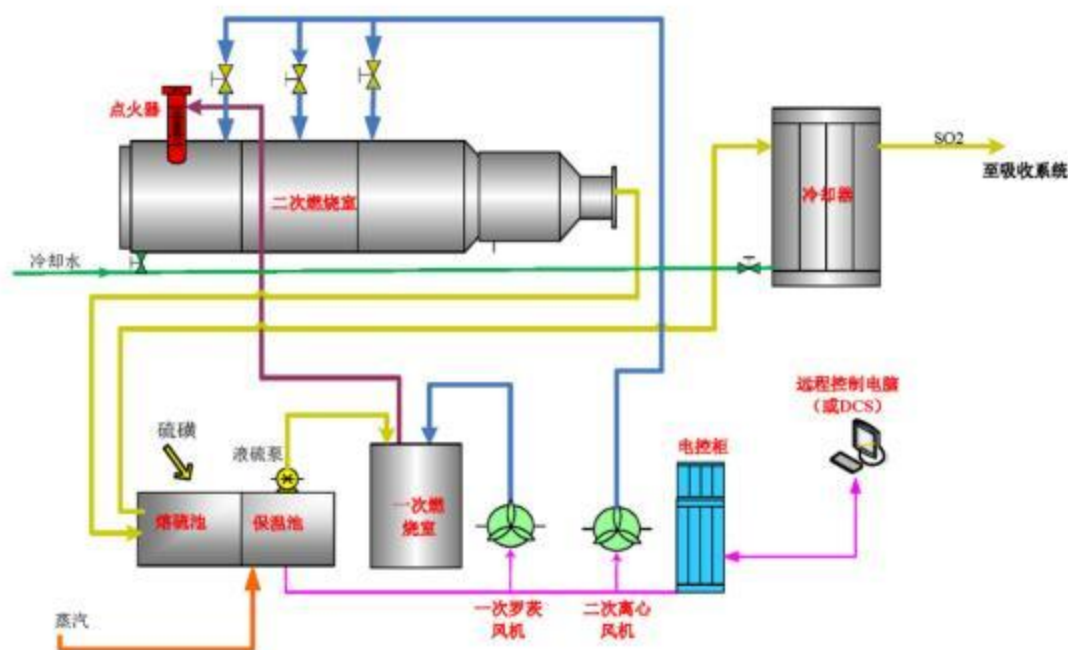 点火器
SO2
至吸收系统
二次燃烧室
冷却器
冷却水
远程控制电脑
（或DCS）
硫磺
液硫泵
电控柜
熔硫池
保温池
一次燃
烧室
一次罗茨
风机
二次离心
风机
蒸汽